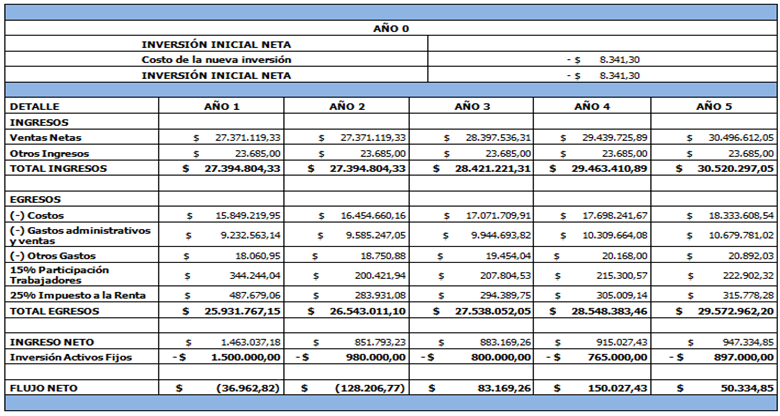 AÑO 0
INVERSIÓN INICIAL NETA
Costo de la nueva inversión - $ 8.341,30
INVERSIÓN INICIAL NETA - $ 8.341,30
DETALLE AÑO 1 AÑO 2 AÑO 3 AÑO 4 AÑO 5
INGRESOS
Ventas Netas $ 27.371.119,33 $ 27.371.119,33 $ 28.397.536,31 $ 29.439.725,89 $ 30.496.612,05
Otros Ingresos $ 23.685,00 $ 23.685,00 $ 23.685,00 $ 23.685,00 $ 23.685,00
TOTAL INGRESOS $ 27.394.804,33 $ 27.394.804,33 $ 28.421.221,31 $ 29.463.410,89 $ 30.520.297,05
EGRESOS
(-) Costos $ 15.849.219,95 $ 16.454.660,16 $ 17.071.709,91 $ 17.698.241,67 $ 18.333.608,54
(-) Gastos administrativos
y ventas $ 9.232.563,14 $ 9.585.247,05 $ 9.944.693,82 $ 10.309.664,08 $ 10.679.781,02
(-) Otros Gastos $ 18.060,95 $ 18.750,88 $ 19.454,04 $ 20.168,00 $ 20.892,03
15% Participación
Trabajadores $ 344.244,04 $ 200.421,94 $ 207.804,53 $ 215.300,57 $ 222.902,32
25% Impuesto a la Renta $ 487.679,06 $ 283.931,08 $ 294.389,75 $ 305.009,14 $ 315.778,28
TOTAL EGRESOS $ 25.931.767,15 $ 26.543.011,10 $ 27.538.052,05 $ 28.548.383,46 $ 29.572.962,20
INGRESO NETO $ 1.463.037,18 $ 851.793,23 $ 883.169,26 $ 915.027,43 $ 947.334,85
Inversión Activos Fijos - $ 1.500.000,00 - $ 980.000,00 - $ 800.000,00 - $ 765.000,00 - $ 897.000,00
FLUJO NETO $ (36.962,82) $ (128.206,77) $ 83.169,26 $ 150.027,43 $ 50.334,85